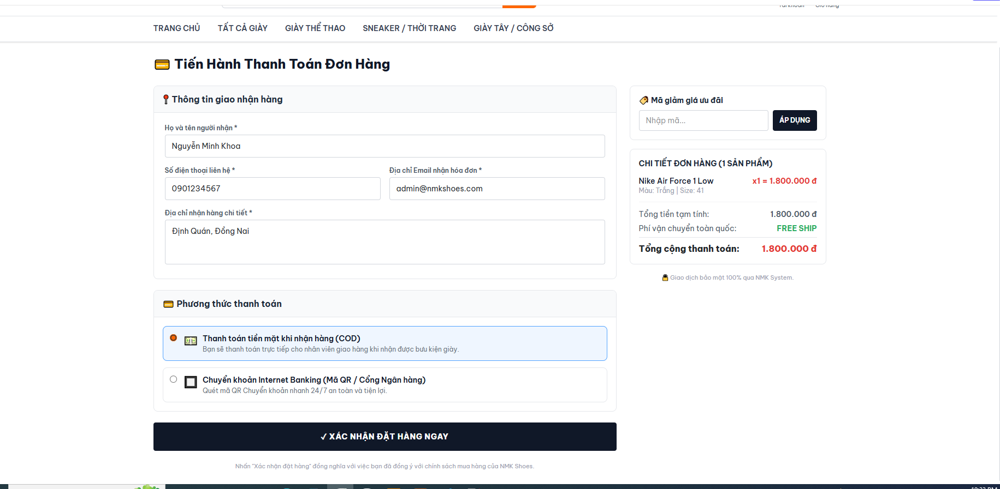 Tài khoản Giỏ hàng
TRANG CHỦ TẤT CẢ GIÀY GIÀY THỂ THAO SNEAKER / THỜI TRANG GIÀY TÂY / CÔNG SỞ
Tiến Hành Thanh Toán Đơn Hàng
Thông tin giao nhận hàng
Họ và tên người nhận *
Nguyễn Minh Khoa
Số điện thoại liên hệ *
0901234567
Địa chỉ Email nhận hóa đơn *
admin@nmkshoes.com
Địa chỉ nhận hàng chi tiết *
Định Quán, Đồng Nai
Phương thức thanh toán
Thanh toán tiền mặt khi nhận hàng (COD)
Bạn sẽ thanh toán trực tiếp cho nhân viên giao hàng khi nhận được bưu kiện giày.
Chuyển khoản Internet Banking (Mã QR / Cổng Ngân hàng)
Quét mã QR Chuyển khoản nhanh 24/7 an toàn và tiện lợi.
✓ XÁC NHẬN ĐẶT HÀNG NGAY
Nhấn "Xác nhận đặt hàng" đồng nghĩa với việc bạn đã đồng ý với chính sách mua hàng của NMK Shoes.
Mã giảm giá ưu đãi
Nhập mã...
ÁP DỤNG
CHI TIẾT ĐƠN HÀNG (1 SẢN PHẨM)
Nike Air Force 1 Low x1 = 1.800.000 đ
Màu: Trắng | Size: 41
Tổng tiền tạm tính: 1.800.000 đ
Phí vận chuyển toàn quốc: FREE SHIP
Tổng cộng thanh toán: 1.800.000 đ
Giao dịch bảo mật 100% qua NMK System.